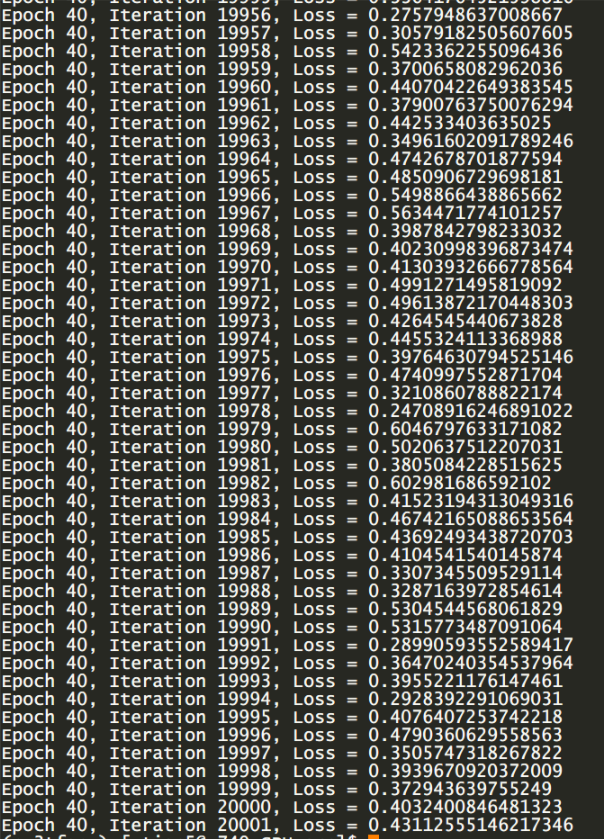 Epoch 40, Iteration 19956, Loss = 0.2757948637008667
Epoch 40, Iteration 19957, Loss = 0.30579182505607605
Epoch 40, Iteration 19958, Loss = 0.5423362255096436
Epoch 40, Iteration 19959, Loss = 0.3700658082962036
Epoch 40, Iteration 19960, Loss = 0.44070422649383545
Epoch 40, Iteration 19961, Loss = 0.37900763750076294
Epoch 40, Iteration 19962, Loss = 0.442533403635025
Epoch 40, Iteration 19963, Loss = 0.34961602091789246
Epoch 40, Iteration 19964, Loss = 0.4742678701877594
Epoch 40, Iteration 19965, Loss = 0.4850906729698181
Epoch 40, Iteration 19966, Loss = 0.5498866438865662
Epoch 40, Iteration 19967, Loss = 0.5634471774101257
Epoch 40, Iteration 19968, Loss = 0.3987842798233032
Epoch 40, Iteration 19969, Loss = 0.40230998396873474
Epoch 40, Iteration 19970, Loss = 0.41303932666778564
Epoch 40, Iteration 19971, Loss = 0.4991271495819092
Epoch 40, Iteration 19972, Loss = 0.49613872170448303
Epoch 40, Iteration 19973, Loss = 0.4264545440673828
Epoch 40, Iteration 19974, Loss = 0.4455324113368988
Epoch 40, Iteration 19975, Loss = 0.39764630794525146
Epoch 40, Iteration 19976, Loss = 0.4740997552871704
Epoch 40, Iteration 19977, Loss = 0.3210860788822174
Epoch 40, Iteration 19978, Loss = 0.24708916246891022
Epoch 40, Iteration 19979, Loss = 0.6046797633171082
Epoch 40, Iteration 19980, Loss = 0.5020637512207031
Epoch 40, Iteration 19981, Loss = 0.3805084228515625
Epoch 40, Iteration 19982, Loss = 0.602981686592102
Epoch 40, Iteration 19983, Loss = 0.41523194313049316
Epoch 40, Iteration 19984, Loss = 0.46742165088653564
Epoch 40, Iteration 19985, Loss = 0.43692493438720703
Epoch 40, Iteration 19986, Loss = 0.4104541540145874
Epoch 40, Iteration 19987, Loss = 0.3307345509529114
Epoch 40, Iteration 19988, Loss = 0.3287163972854614
Epoch 40, Iteration 19989, Loss = 0.5304544568061829
Epoch 40, Iteration 19990, Loss = 0.5315773487091064
Epoch 40, Iteration 19991, Loss = 0.28990593552589417
Epoch 40, Iteration 19992, Loss = 0.36470240354537964
Epoch 40, Iteration 19993, Loss = 0.3955221176147461
Epoch 40, Iteration 19994, Loss = 0.2928392291069031
Epoch 40, Iteration 19995, Loss = 0.4076407253742218
Epoch 40, Iteration 19996, Loss = 0.4790360629558563
Epoch 40, Iteration 19997, Loss = 0.3505747318267822
Epoch 40, Iteration 19998, Loss = 0.3939670920372009
Epoch 40, Iteration 19999, Loss = 0.372943639755249
Epoch 40, Iteration 20000, Loss = 0.4032400846481323
Epoch 40, Iteration 20001, Loss = 0.43112555146217346